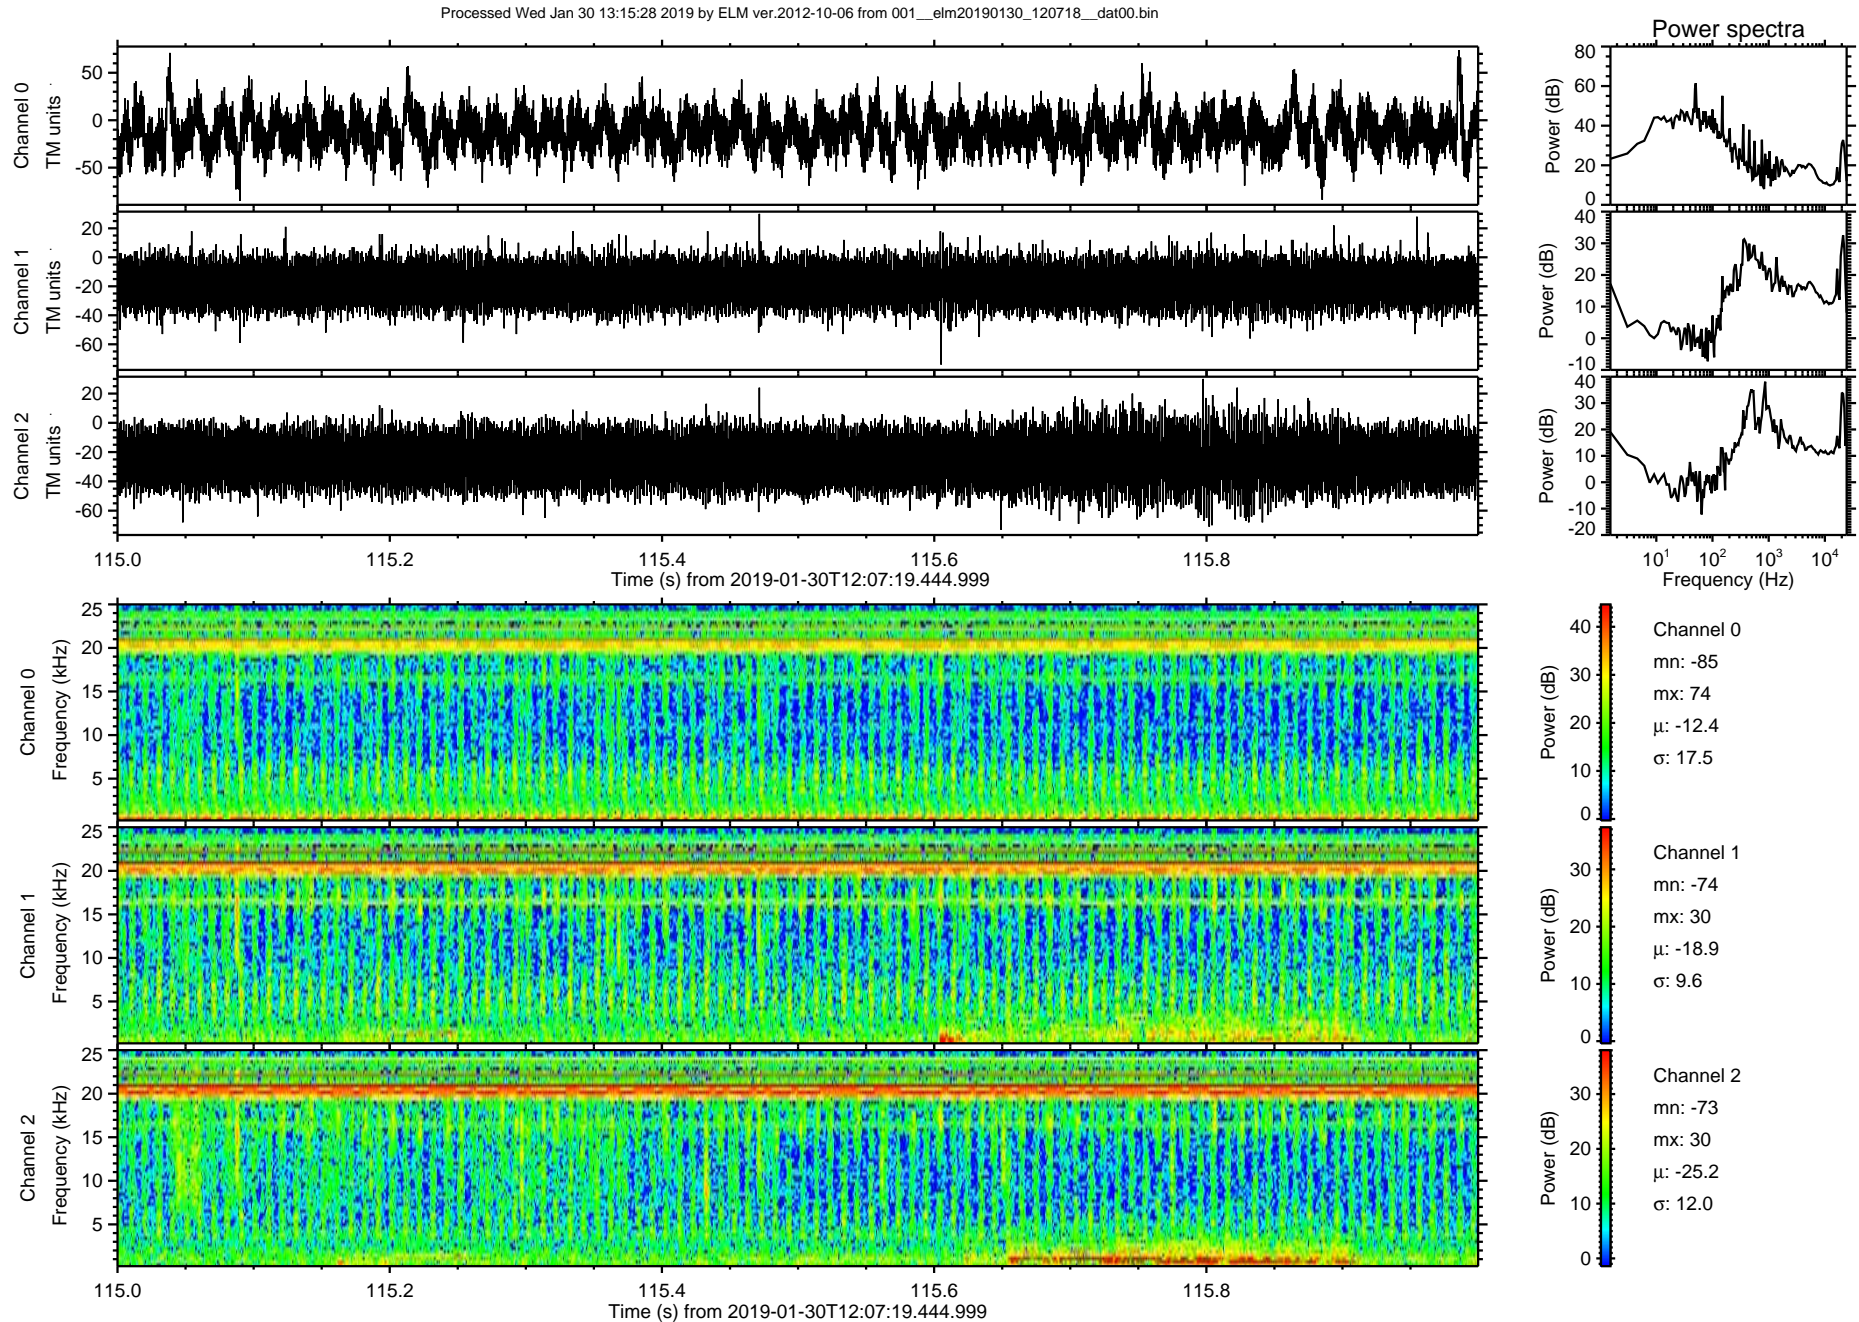 Processed Wed Jan 30 13:15:28 2019 by ELM ver.2012-10-06 from 001__elm20190130_120718__dat00.bin
Power spectra
Channel 0
TM units
50
0
-50
Power (dB)
80
60
40
20
0
Channel 1
TM units
20
0
-20
-40
-60
Power (dB)
40
30
20
10
0
-10
Channel 2
TM units
20
0
-20
-40
-60
Power (dB)
40
30
20
10
0
-10
-20
115.0 115.2 115.4 115.6 115.8
Time (s) from 2019-01-30T12:07:19.444.999
10¹ 10² 10³ 10⁴
Frequency (Hz)
Channel 0
Frequency (kHz)
25
20
15
10
5
Power (dB)
40
30
20
10
0
Channel 0
mn: -85
mx: 74
μ: -12.4
σ: 17.5
Channel 1
Frequency (kHz)
25
20
15
10
5
Power (dB)
30
20
10
0
Channel 1
mn: -74
mx: 30
μ: -18.9
σ: 9.6
Channel 2
Frequency (kHz)
25
20
15
10
5
Power (dB)
30
20
10
0
Channel 2
mn: -73
mx: 30
μ: -25.2
σ: 12.0
115.0 115.2 115.4 115.6 115.8
Time (s) from 2019-01-30T12:07:19.444.999